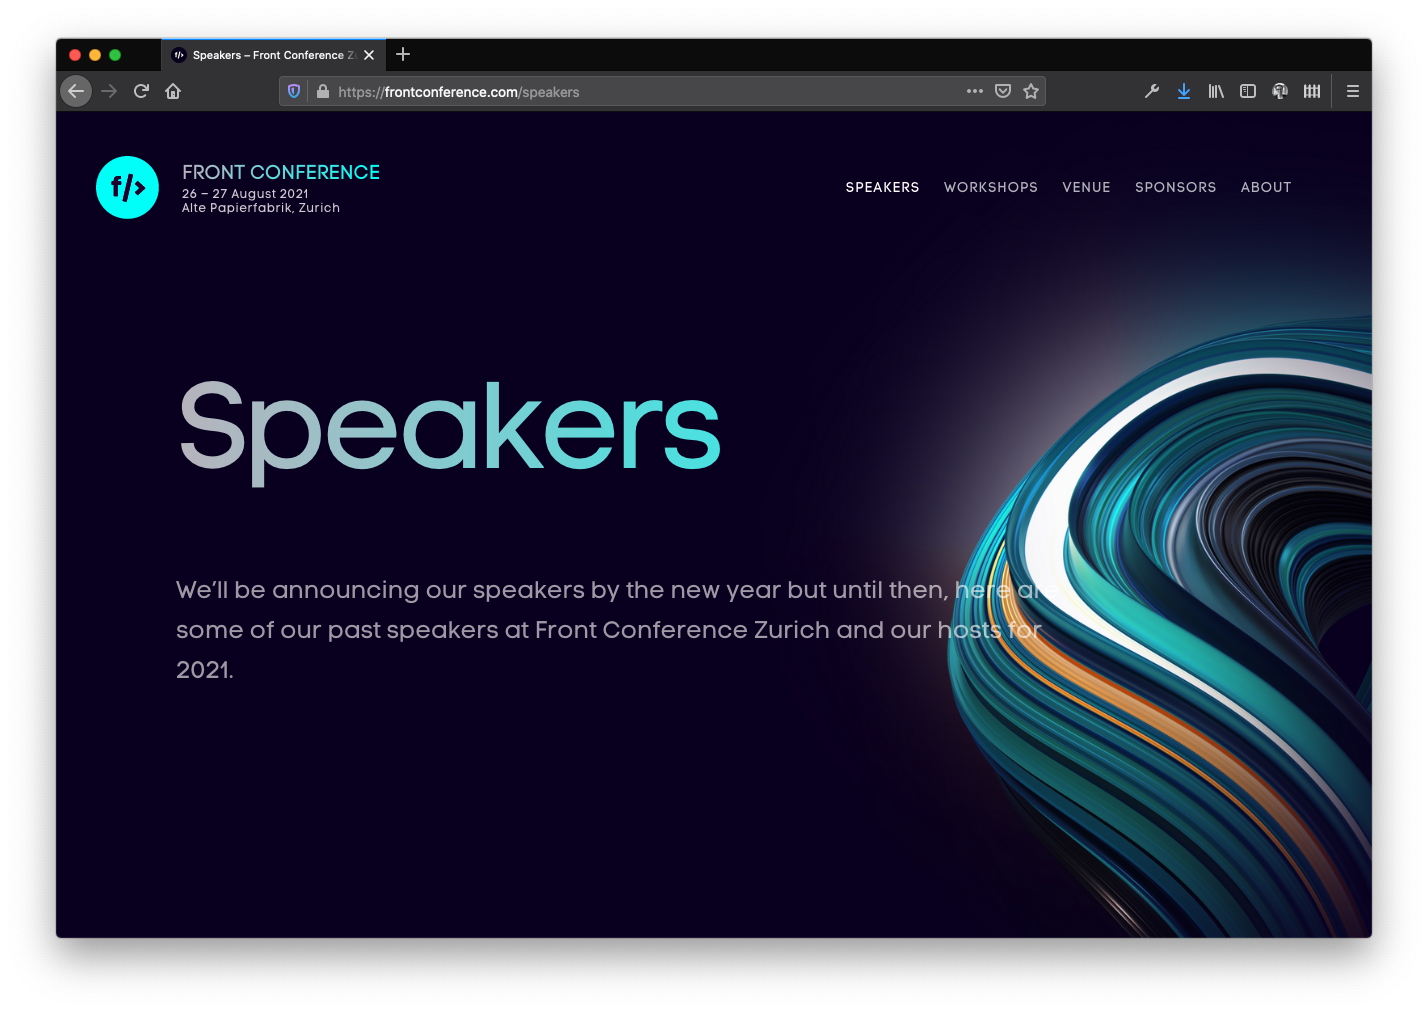 Speakers – Front Conference Zu
https://frontconference.com/speakers
f/>
FRONT CONFERENCE
26 – 27 August 2021
Alte Papierfabrik, Zurich
SPEAKERS WORKSHOPS VENUE SPONSORS ABOUT
Speakers
We’ll be announcing our speakers by the new year but until then, here are
some of our past speakers at Front Conference Zurich and our hosts for
2021.